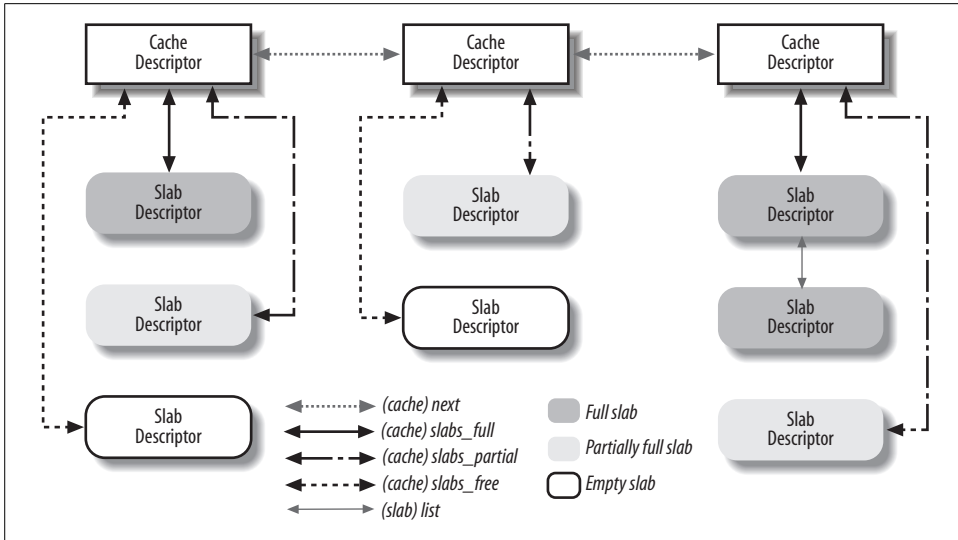 Cache
Descriptor
Cache
Descriptor
Cache
Descriptor
Slab
Descriptor
Slab
Descriptor
Slab
Descriptor
Slab
Descriptor
Slab
Descriptor
Slab
Descriptor
Slab
Descriptor
Slab
Descriptor
(cache) next
(cache) slabs_full
(cache) slabs_partial
(cache) slabs_free
(slab) list
Full slab
Partially full slab
Empty slab